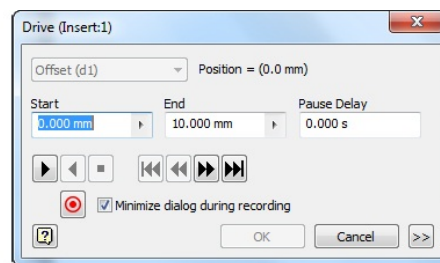 Drive (Insert:1)
Offset (d1) Position = (0.0 mm)
Start End Pause Delay
0.000 mm 10.000 mm 0.000 s
Minimize dialog during recording
OK Cancel >>